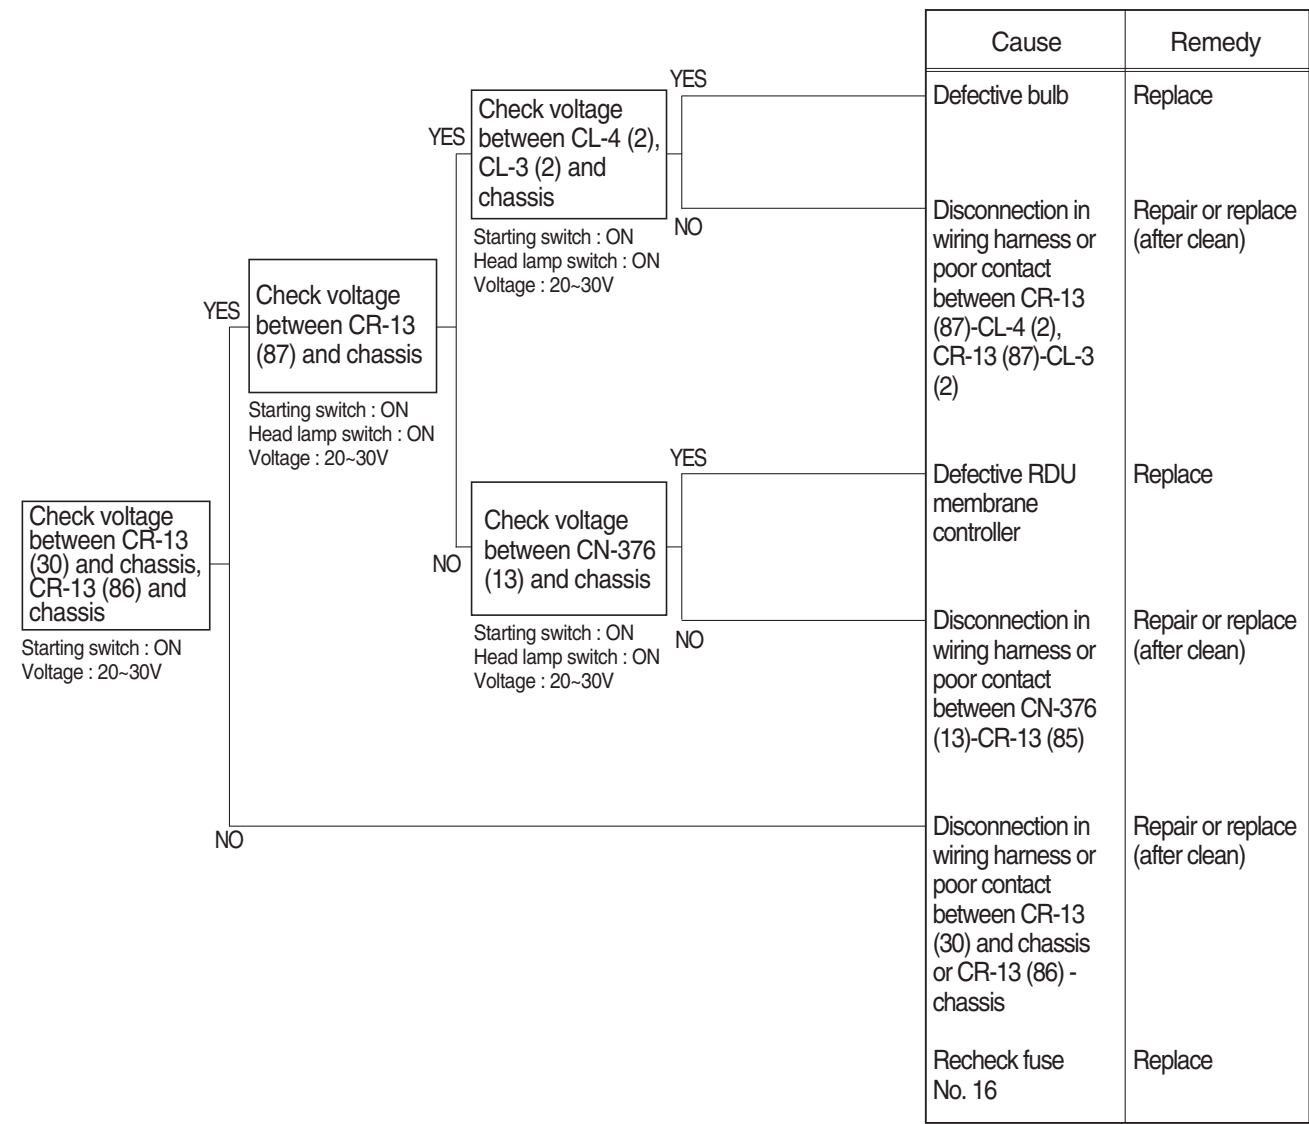 Cause
Remedy
YES
Defective bulb
Replace
Check voltage
between CL-4 (2),
CL-3 (2) and
chassis
YES
Starting switch : ON
Head lamp switch : ON
Voltage : 20~30V
NO
Disconnection in
wiring harness or
poor contact
between CR-13
(87)-CL-4 (2),
CR-13 (87)-CL-3
(2)
Repair or replace
(after clean)
YES
Check voltage
between CR-13
(87) and chassis
Starting switch : ON
Head lamp switch : ON
Voltage : 20~30V
YES
Defective RDU
membrane
controller
Replace
Check voltage
between CN-376
(13) and chassis
NO
Starting switch : ON
Head lamp switch : ON
Voltage : 20~30V
NO
Disconnection in
wiring harness or
poor contact
between CN-376
(13)-CR-13 (85)
Repair or replace
(after clean)
Check voltage
between CR-13
(30) and chassis,
CR-13 (86) and
chassis
Starting switch : ON
Voltage : 20~30V
NO
Disconnection in
wiring harness or
poor contact
between CR-13
(30) and chassis
or CR-13 (86) -
chassis
Repair or replace
(after clean)
Recheck fuse
No. 16
Replace